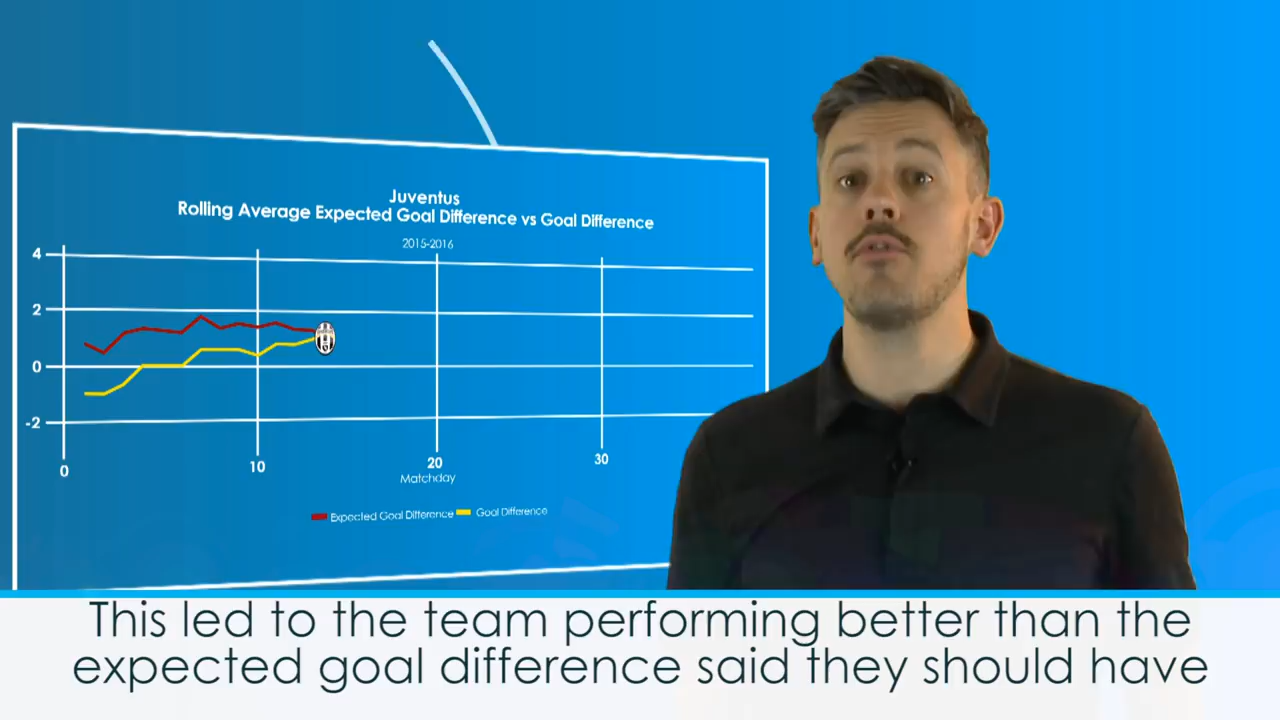 Juventus
Rolling Average Expected Goal Difference vs Goal Difference
2015-2016
4
2
0
-2
0
10
20
30
Matchday
Expected Goal Difference
Goal Difference
This led to the team performing better than the
expected goal difference said they should have